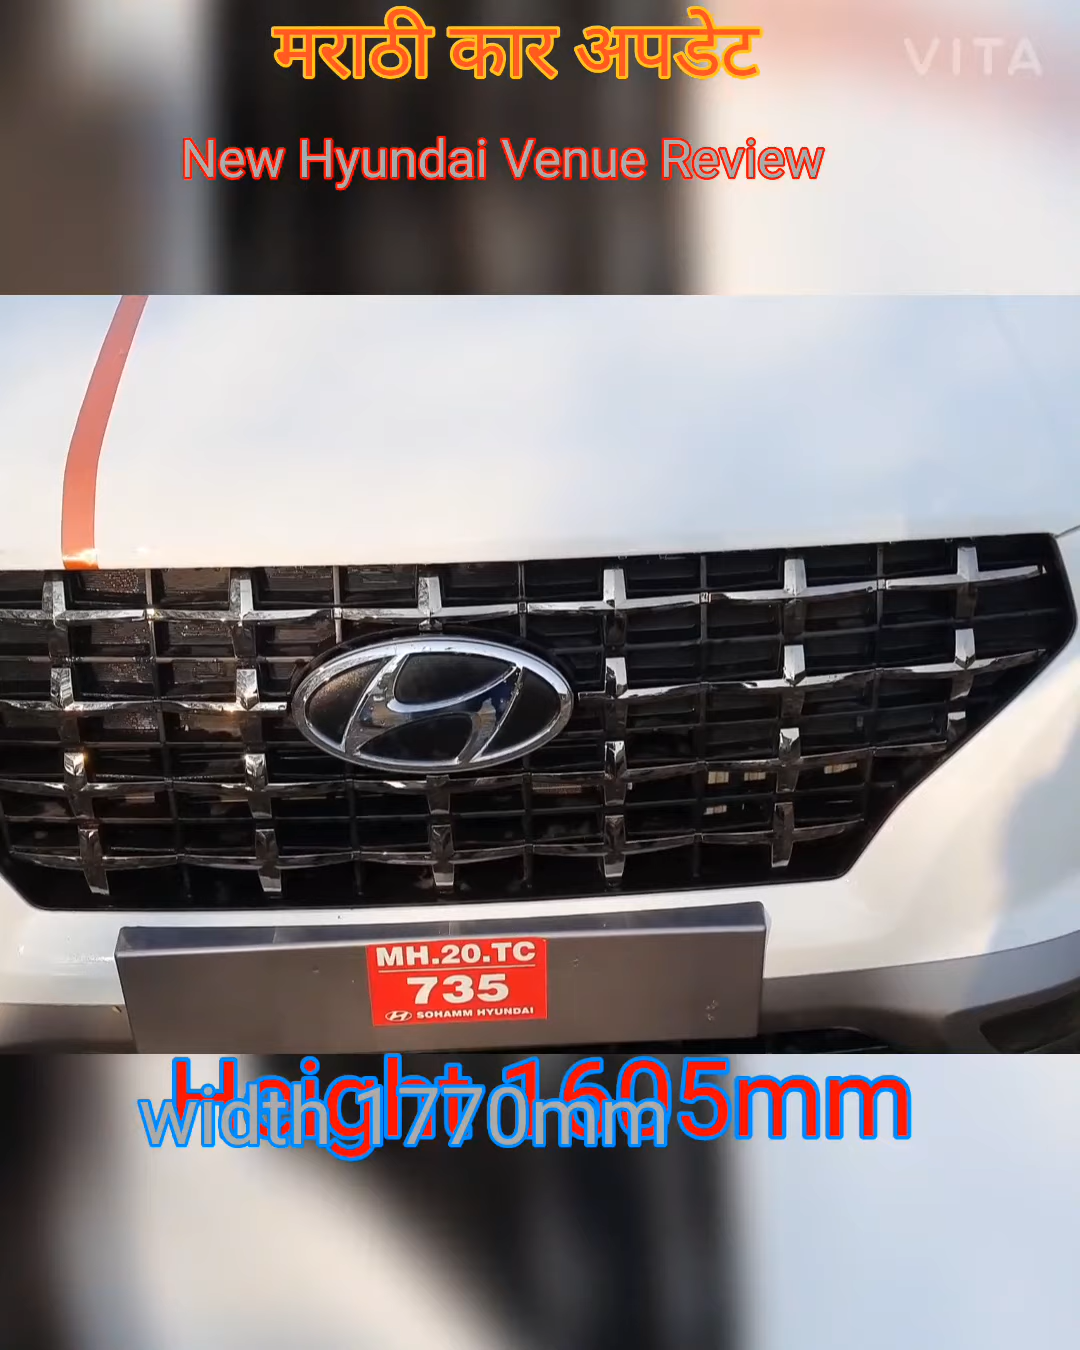 मराठी कार अपडेट
VITA
New Hyundai Venue Review
MH.20.TC
735
SOHAMM HYUNDAI
Height 1605mm
width 1770mm